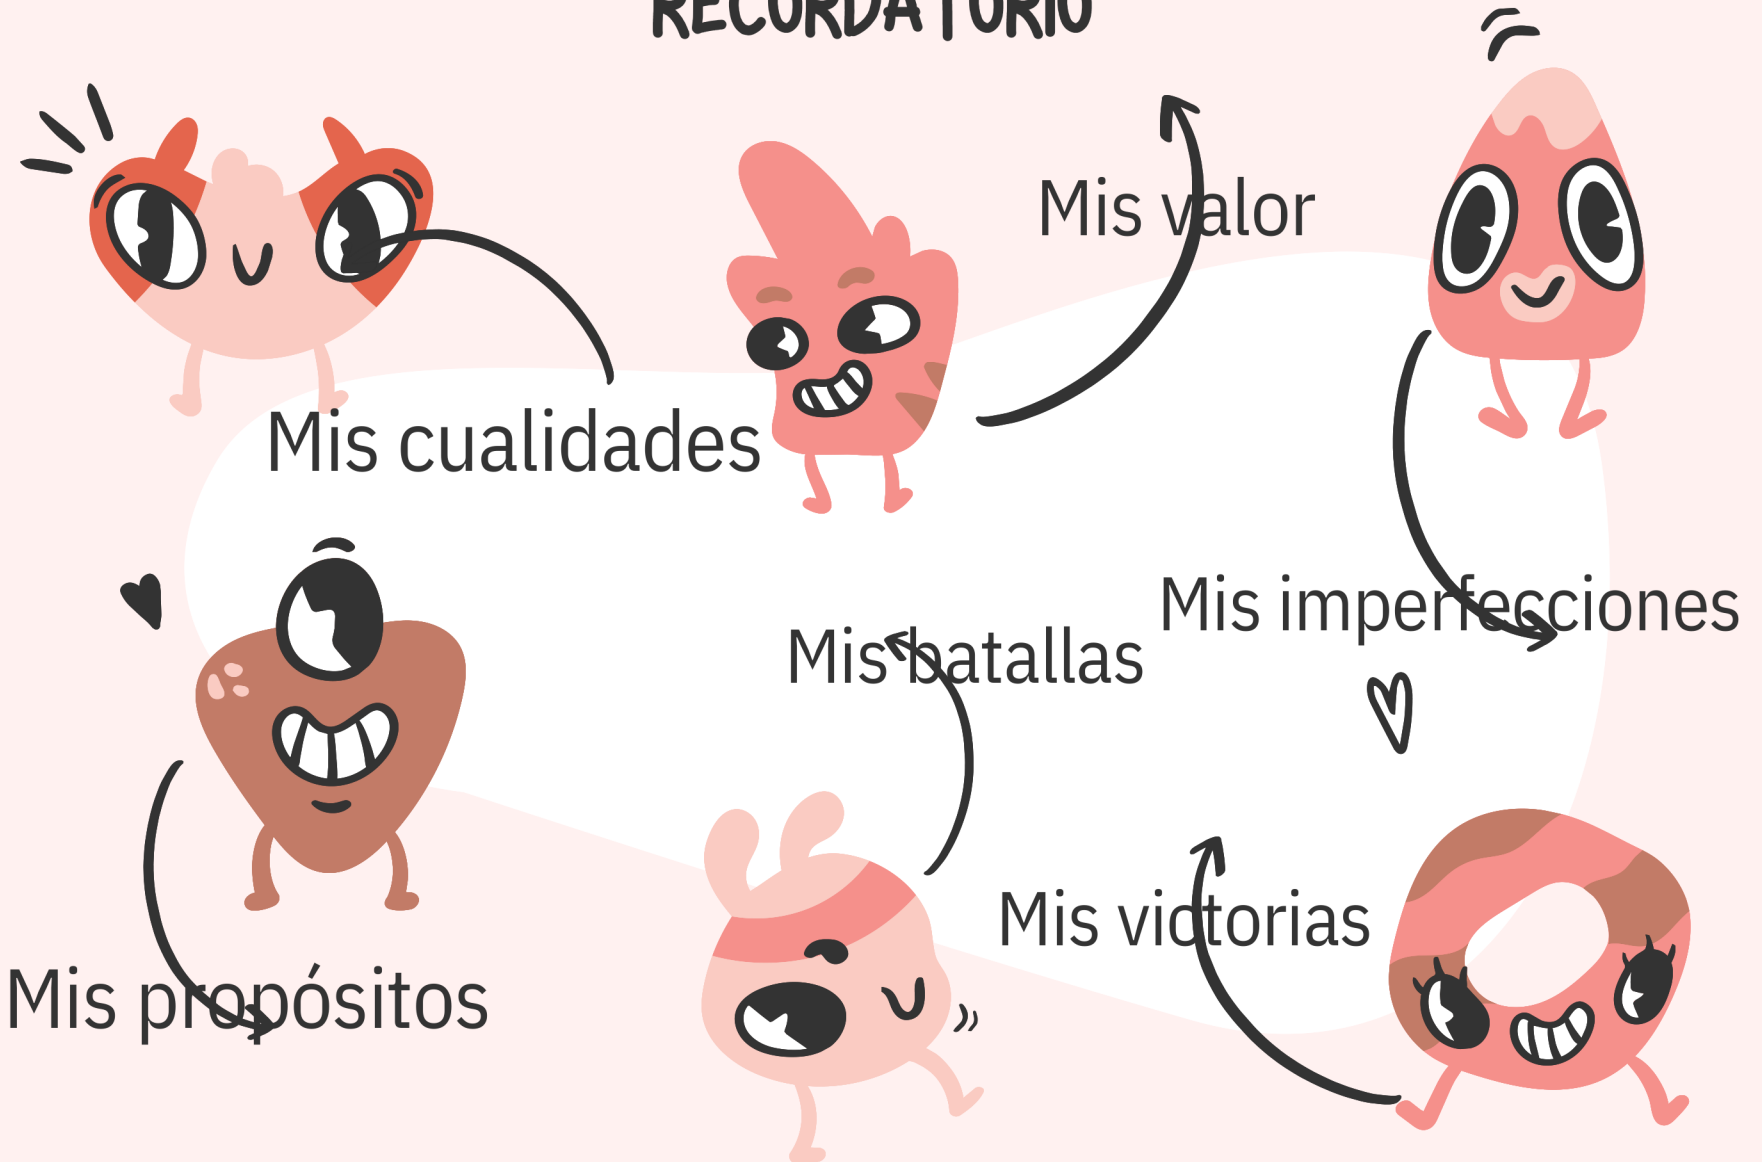 RECORDATORIO
Mis valor
Mis cualidades
Mis imperfecciones
Mis batallas
Mis victorias
Mis propósitos